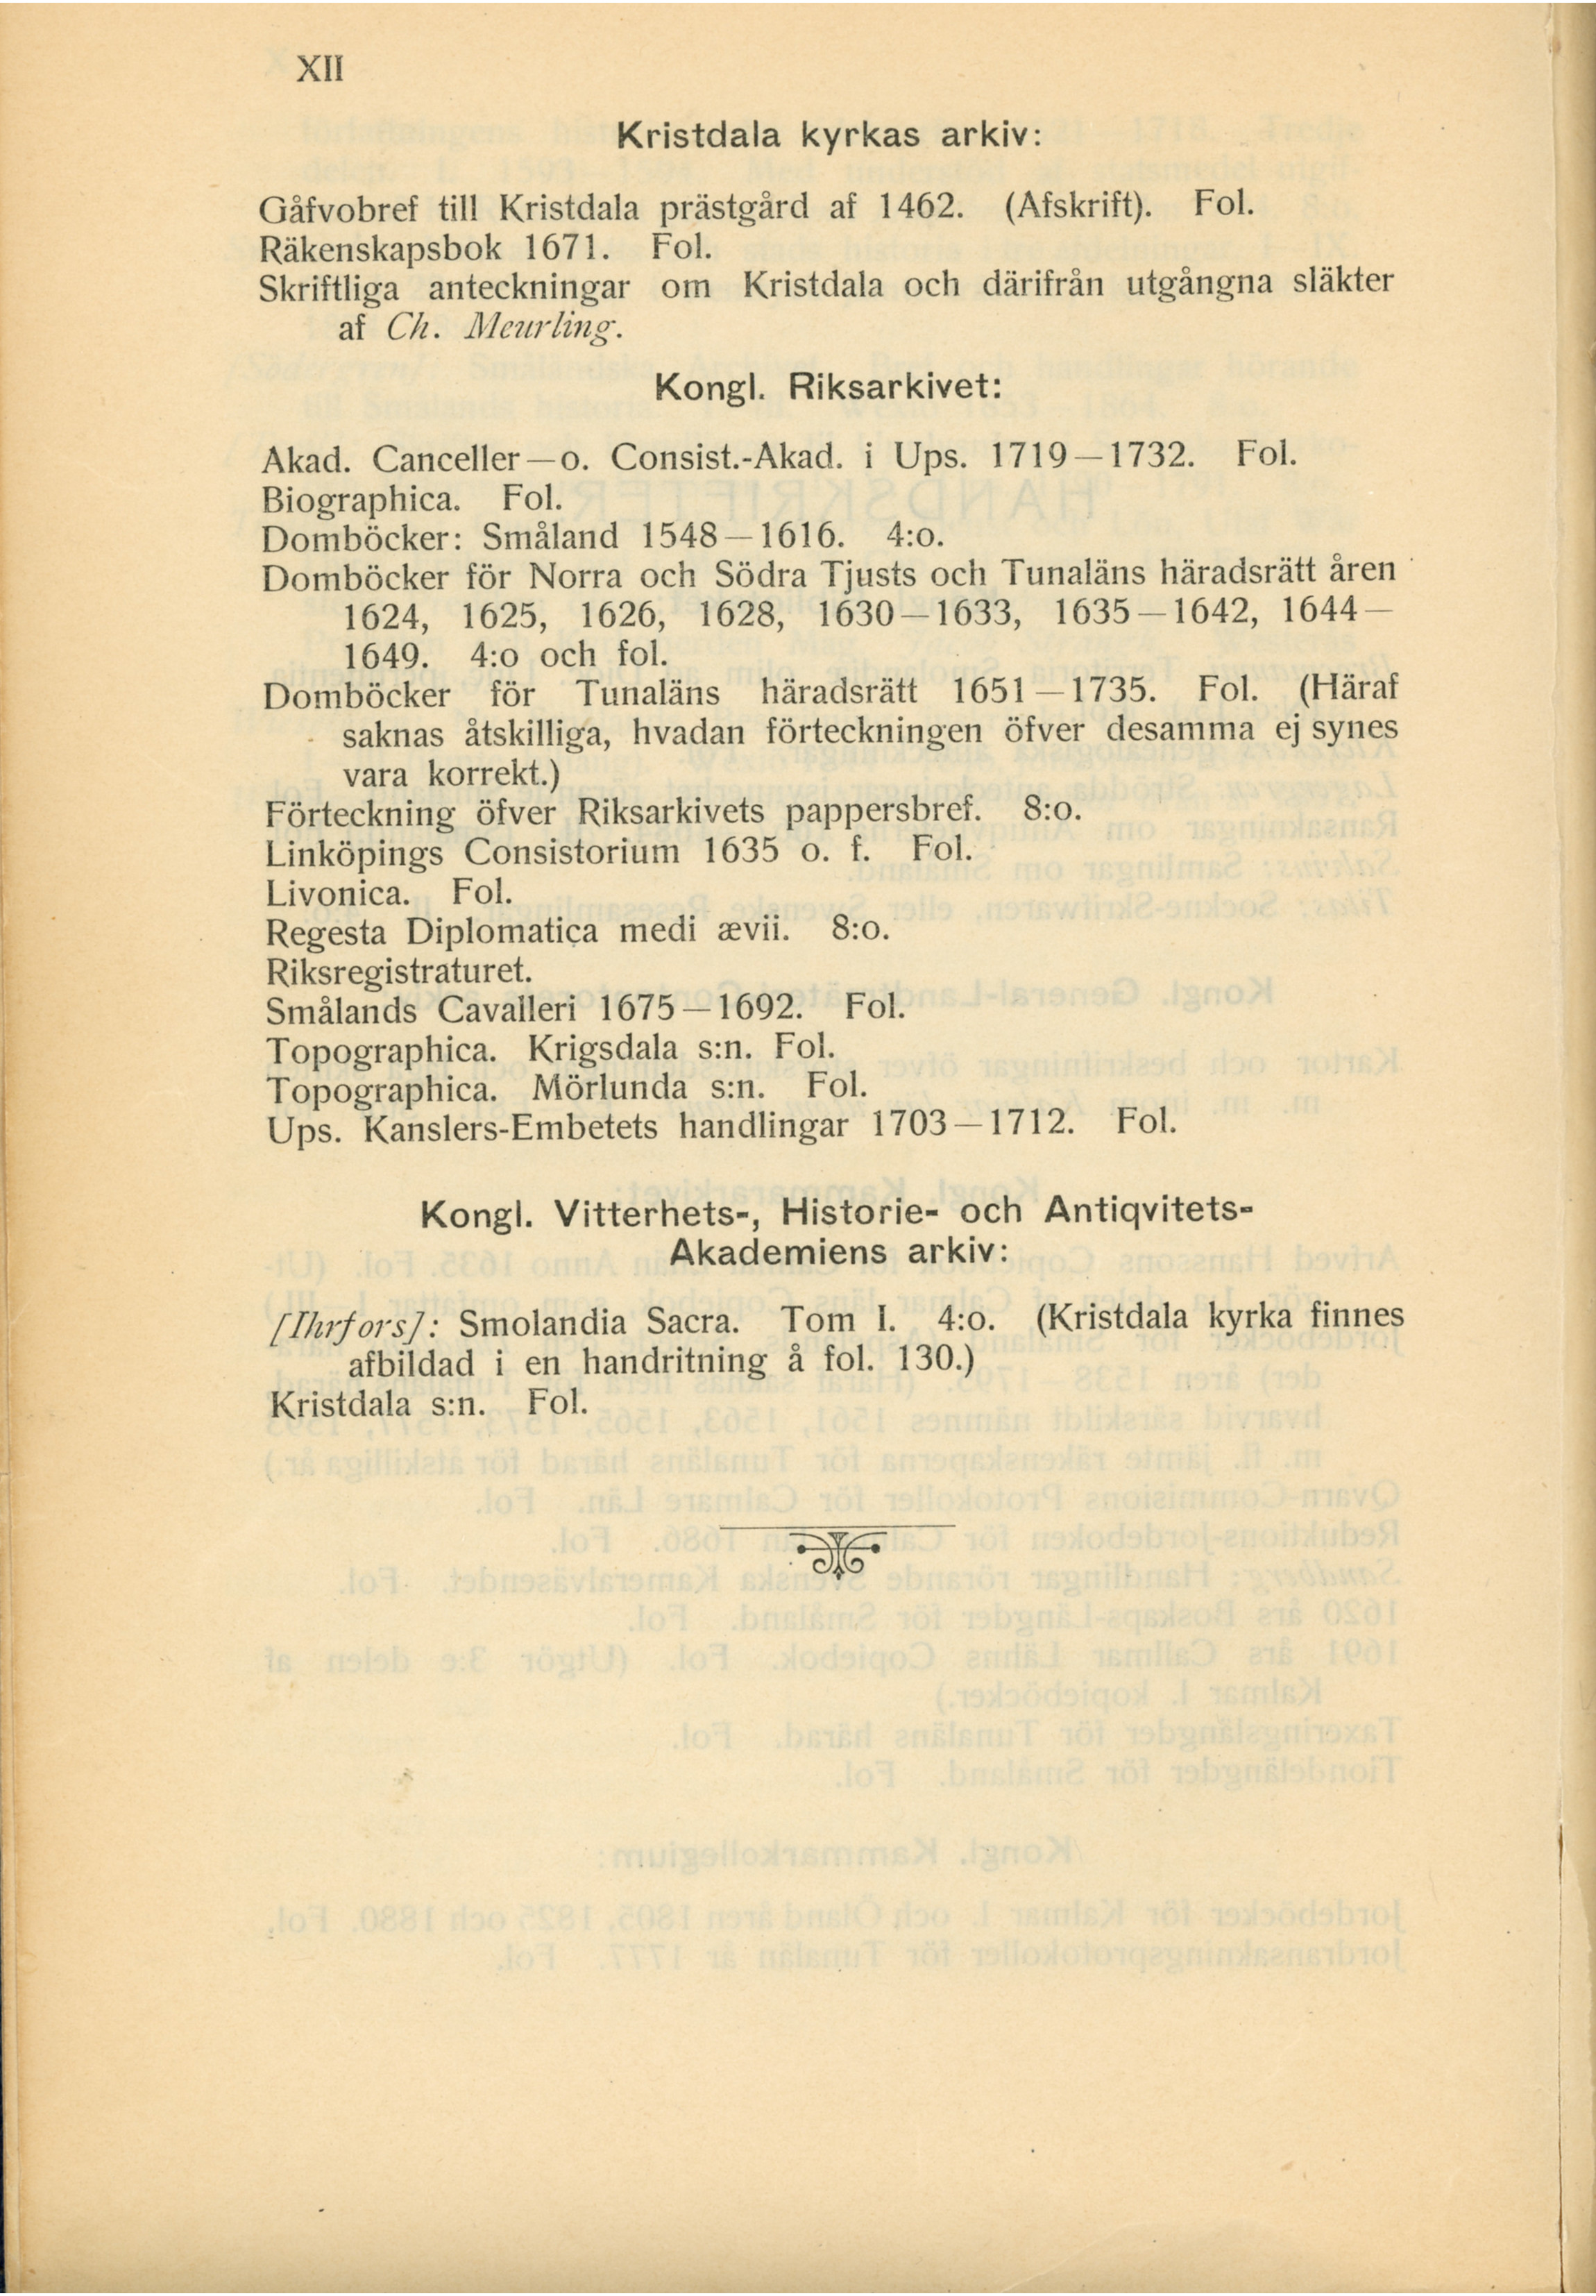 XII
Kristdala kyrkas arkiv:
Gåfvobref till Kristdala prästgård af 1462. (Afskrift). Fol.
Räkenskapsbok 1671. Fol.
Skriftliga anteckningar om Kristdala och därifrån utgångna släkter
af Ch. Meurling.
Kongl. Riksarkivet:
Akad. Canceller—o. Consist.-Akad. i Ups. 1719—1732. Fol.
Biographica. Fol.
Domböcker: Småland 1548—1616. 4:o.
Domböcker för Norra och Södra Tjusts och Tunaläns häradsrätt åren
1624, 1625, 1626, 1628, 1630—1633, 1635—1642, 1644—
1649. 4:o och fol.
Domböcker för Tunaläns häradsrätt 1651—1735. Fol. (Häraf
saknas åtskilliga, hvadan förteckningen öfver desamma ej synes
vara korrekt.)
Förteckning öfver Riksarkivets pappersbref. 8:o.
Linköpings Consistorium 1635 o. f. Fol.
Livonica. Fol.
Regesta Diplomatica medi ævii. 8:o.
Riksregistraturet.
Smålands Cavalleri 1675—1692. Fol.
Topographica. Krigsdala s:n. Fol.
Topographica. Mörlunda s:n. Fol.
Ups. Kanslers-Embetets handlingar 1703—1712. Fol.
Kongl. Vitterhets-, Historie- och Antiqvitets-
Akademiens arkiv:
[Ihrfors]: Smolandia Sacra. Tom I. 4:o. (Kristdala kyrka finnes
afbildad i en handritning å fol. 130.)
Kristdala s:n. Fol.